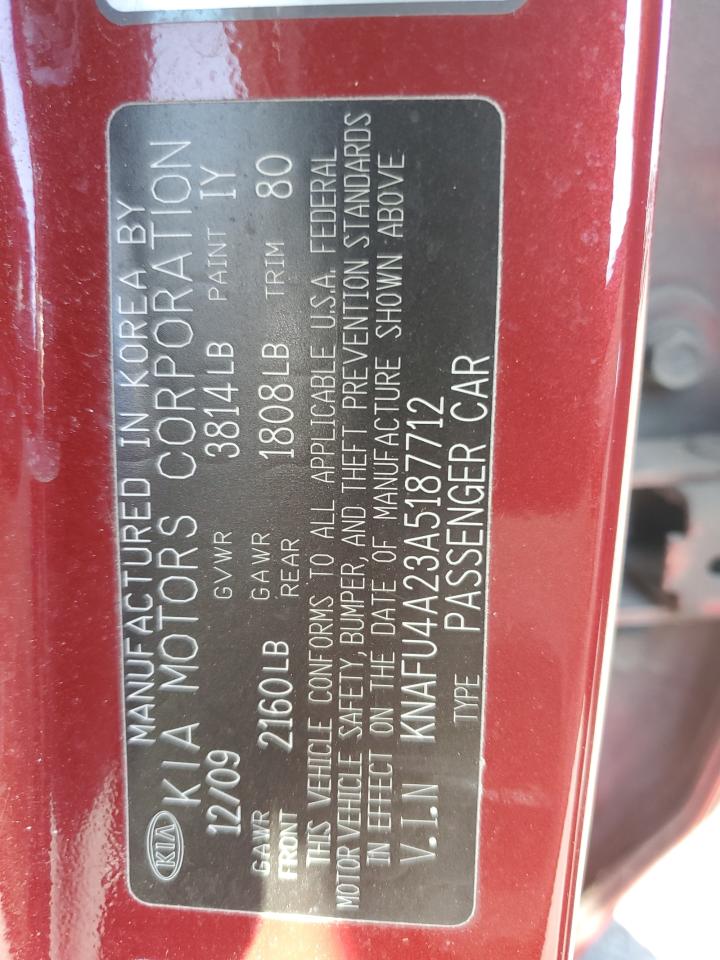 KIA MANUFACTURED IN KOREA BY
KIA MOTORS CORPORATION
12/09 GVWR 3814LB PAINT IY
GAWR FRONT 2160LB GAWR REAR 1808LB TRIM 80
THIS VEHICLE CONFORMS TO ALL APPLICABLE U.S.A. FEDERAL
MOTOR VEHICLE SAFETY, BUMPER, AND THEFT PREVENTION STANDARDS
IN EFFECT ON THE DATE OF MANUFACTURE SHOWN ABOVE
V.I.N KNAFU4A23A5187712
TYPE PASSENGER CAR